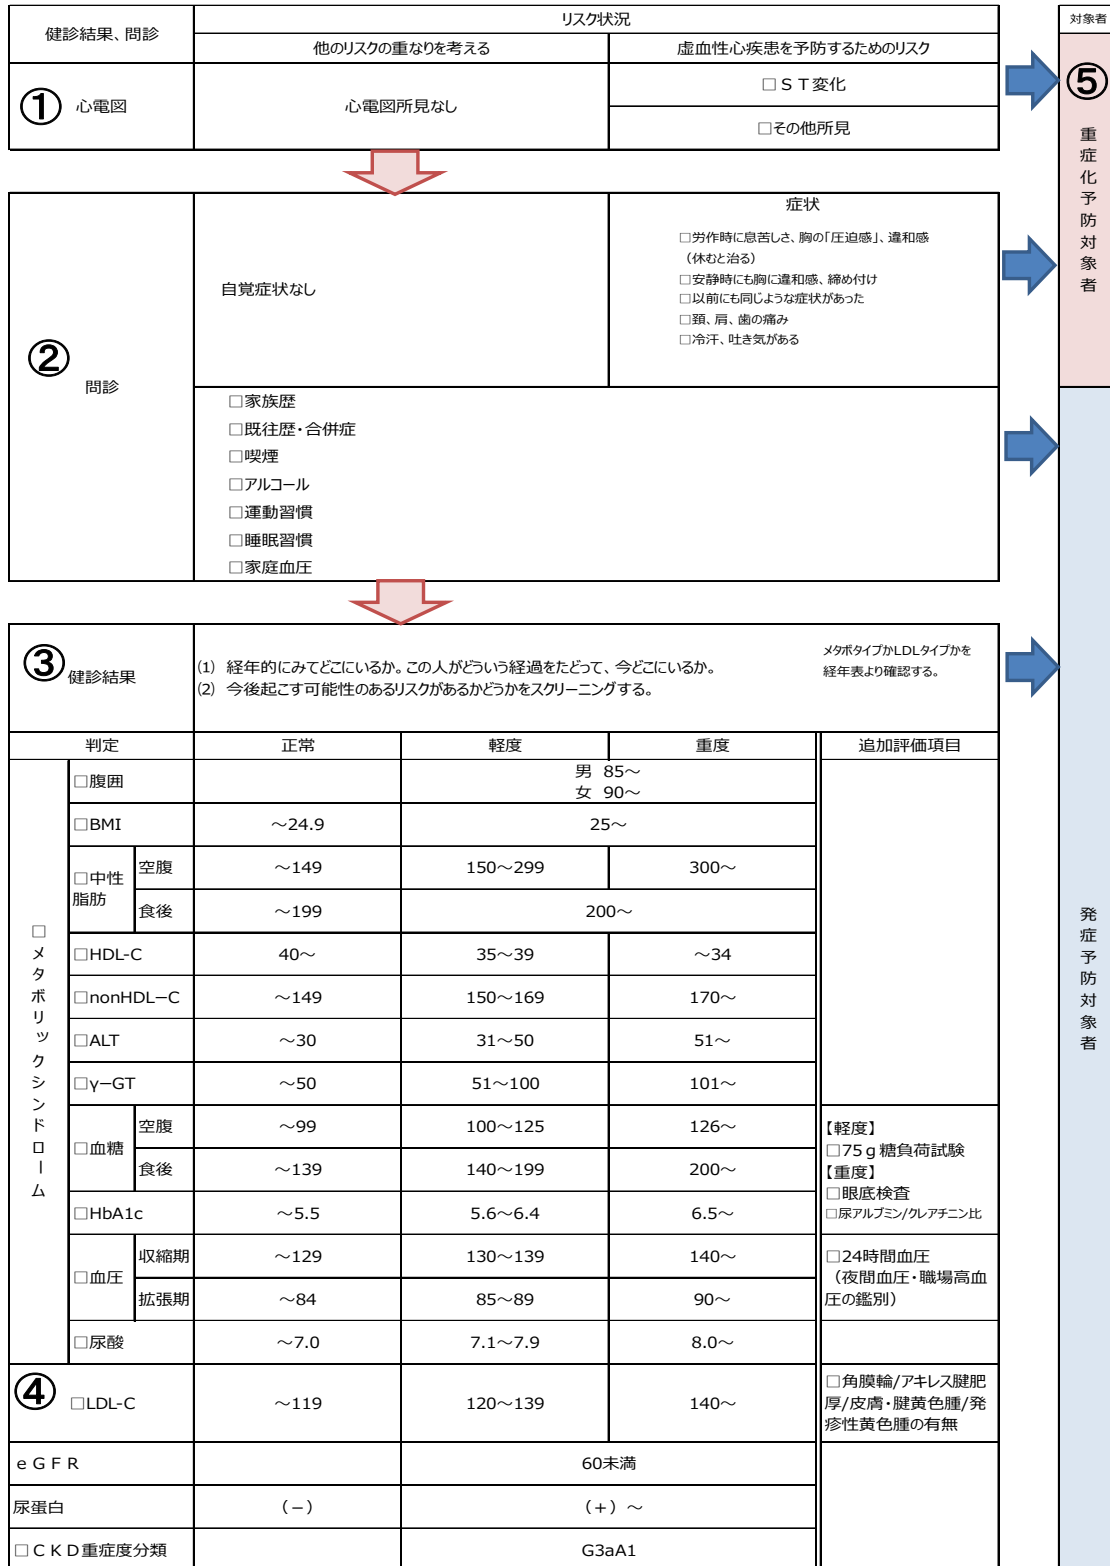 健診結果、問診
リスク状況
対象者
他のリスクの重なりを考える
虚血性心疾患を予防するためのリスク
① 心電図
心電図所見なし
□ＳＴ変化
□その他所見
⑤
重症化予防対象者
② 問診
自覚症状なし
症状
□労作時に息苦しさ、胸の「圧迫感」、違和感
（休むと治る）
□安静時にも胸に違和感、締め付け
□以前にも同じような症状があった
□頚、肩、歯の痛み
□冷汗、吐き気がある
□家族歴
□既往歴・合併症
□喫煙
□アルコール
□運動習慣
□睡眠習慣
□家庭血圧
③ 健診結果
(1) 経年的にみてどこにいるか。この人がどういう経過をたどって、今どこにいるか。
(2) 今後起こす可能性のあるリスクがあるかどうかをスクリーニングする。
メタボタイプかLDLタイプかを
経年表より確認する。
判定 正常 軽度 重度 追加評価項目
□メタボリックシンドローム
□腹囲
男 85～
女 90～
□BMI ～24.9 25～
□中性
脂肪
空腹 ～149 150～299 300～
食後 ～199 200～
□HDL-C 40～ 35～39 ～34
□nonHDL－C ～149 150～169 170～
□ALT ～30 31～50 51～
□γ－GT ～50 51～100 101～
□血糖
空腹 ～99 100～125 126～
食後 ～139 140～199 200～
□HbA1c ～5.5 5.6～6.4 6.5～
【軽度】
□75ｇ糖負荷試験
【重度】
□眼底検査
□尿アルブミン/クレアチニン比
□血圧
収縮期 ～129 130～139 140～
拡張期 ～84 85～89 90～
□24時間血圧
（夜間血圧・職場高血
圧の鑑別）
□尿酸 ～7.0 7.1～7.9 8.0～
④ □LDL-C ～119 120～139 140～
□角膜輪/アキレス腱肥
厚/皮膚・腱黄色腫/発
疹性黄色腫の有無
ｅＧＦＲ 60未満
尿蛋白 （－） （+）～
□ＣＫＤ重症度分類 G3aA1
発症予防対象者